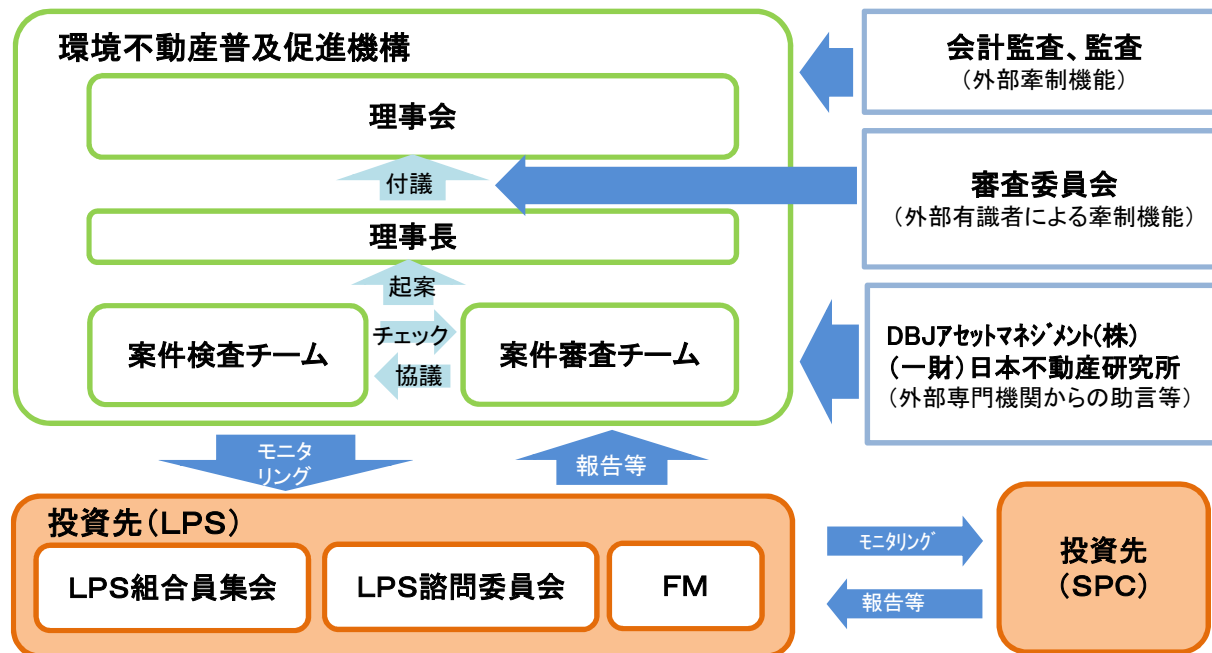 環境不動産普及促進機構
理事会
付議
理事長
起案
案件検査チーム
チェック
協議
案件審査チーム
会計監査、監査
（外部牽制機能）
審査委員会
（外部有識者による牽制機能）
DBJｱｾｯﾄﾏﾈｼﾞﾒﾝﾄ(株)
(一財)日本不動産研究所
（外部専門機関からの助言等）
モニタ
リング
報告等
投資先（LPS）
LPS組合員集会
LPS諮問委員会
FM
ﾓﾆﾀﾘﾝｸﾞ
報告等
投資先
（SPC）